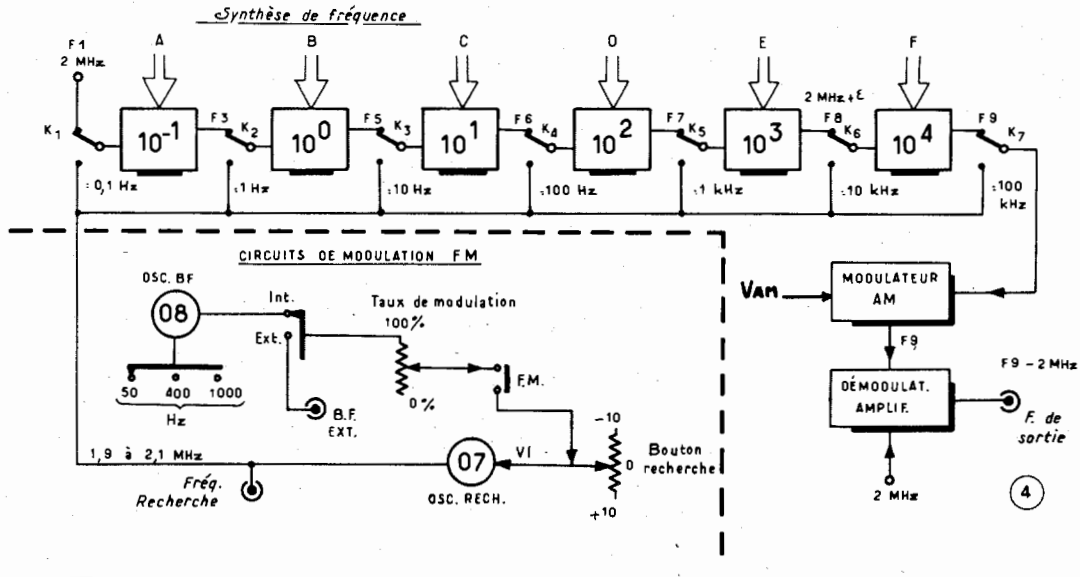 Synthèse de fréquence
A B C D E F
F1
2 MHz
K1 10⁻¹ F3 K2 10⁰ F5 K3 10¹ F6 K4 10² F7 K5 10³ 2 MHz+ε F8 K6 10⁴ F9 K7
:0,1 Hz :1 Hz :10 Hz :100 Hz :1 kHz :10 kHz :100 kHz
CIRCUITS DE MODULATION FM
OSC. BF
08
Int.
Ext.
50 400 1000
Hz
B.F.
EXT.
Taux de modulation
100%
0%
F.M.
1,9 à 2,1 MHz
Fréq.
Recherche
07
OSC. RECH.
VI
-10
0
+10
Bouton
recherche
VAM
MODULATEUR
AM
F9
DÉMODULAT.
AMPLIF.
2 MHz
F9 - 2 MHz
F. de
sortie
4